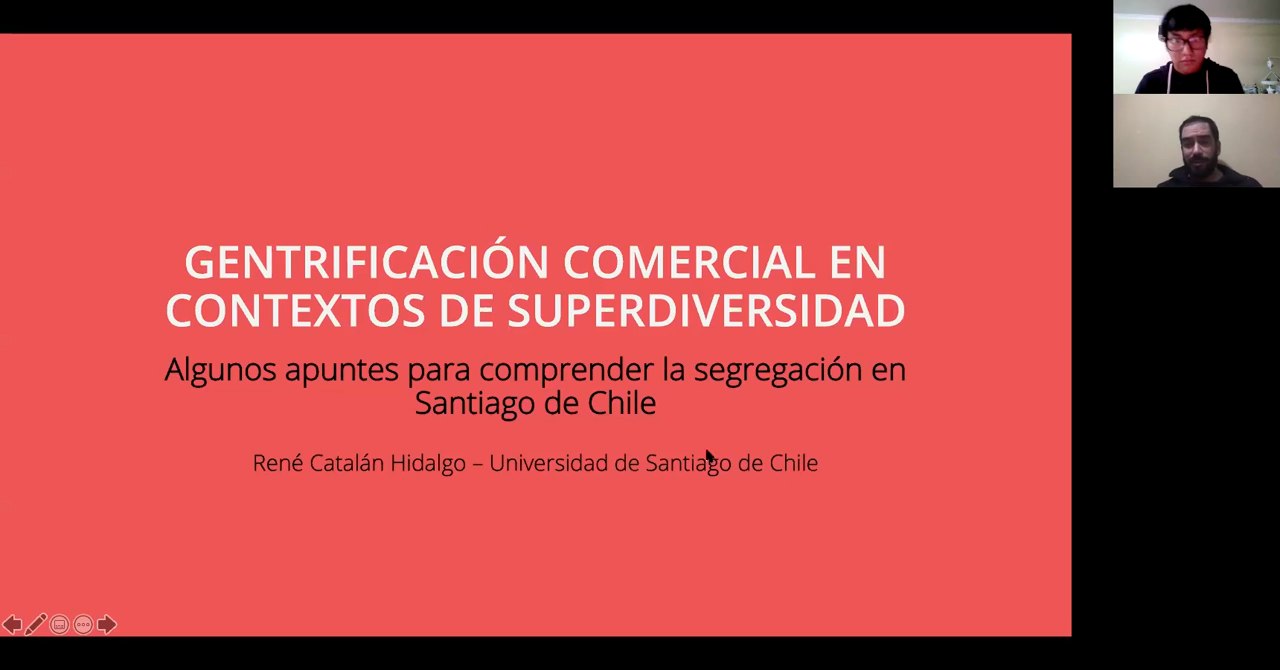 GENTRIFICACIÓN COMERCIAL EN
CONTEXTOS DE SUPERDIVERSIDAD
Algunos apuntes para comprender la segregación en
Santiago de Chile
René Catalán Hidalgo – Universidad de Santiago de Chile